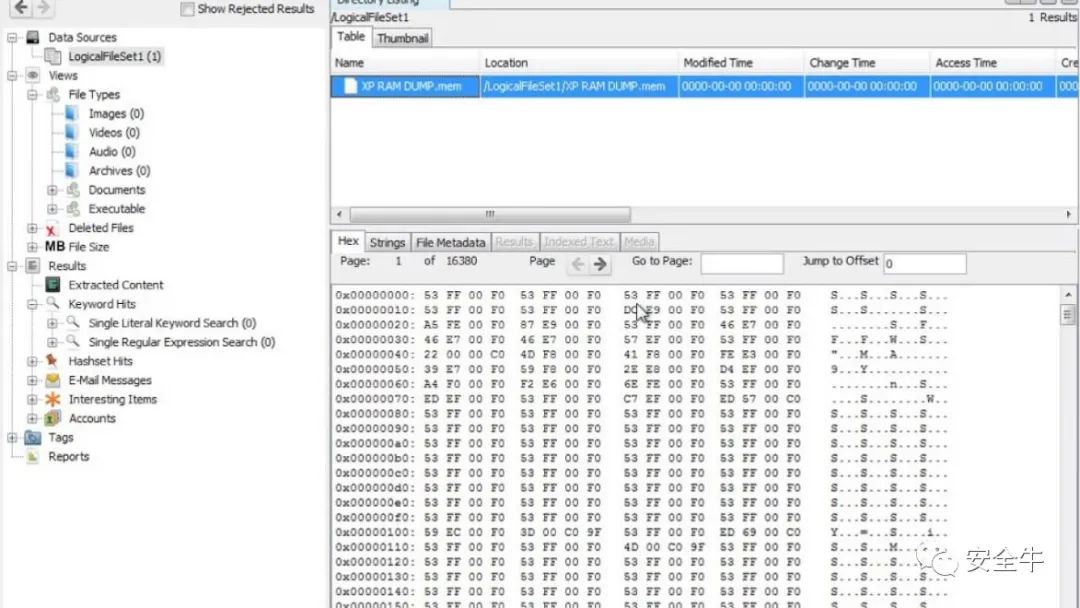 Show Rejected Results
Directory Listing
/LogicalFileSet1
1 Results
Table Thumbnail
Name Location Modified Time Change Time Access Time Cre
XP RAM DUMP.mem /LogicalFileSet1/XP RAM DUMP.mem 0000-00-00 00:00:00 0000-00-00 00:00:00 0000-00-00 00:00:00 0000
Data Sources
LogicalFileSet1 (1)
Views
File Types
Images (0)
Videos (0)
Audio (0)
Archives (0)
Documents
Executable
Deleted Files
MB File Size
Results
Extracted Content
Keyword Hits
Single Literal Keyword Search (0)
Single Regular Expression Search (0)
Hashset Hits
E-Mail Messages
Interesting Items
Accounts
Tags
Reports
Hex Strings File Metadata Results Indexed Text Media
Page: 1 of 16380 Page Go to Page: Jump to Offset 0
0x00000000: 53 FF 00 F0 53 FF 00 F0 53 FF 00 F0 53 FF 00 F0 S...S...S...S...
0x00000010: 53 FF 00 F0 53 FF 00 F0 E9 00 F0 53 FF 00 F0 S...S.......S...
0x00000020: A5 FE 00 F0 87 E9 00 F0 53 FF 00 F0 46 E7 00 F0 ........S...F...
0x00000030: 46 E7 00 F0 46 E7 00 F0 57 EF 00 F0 53 FF 00 F0 F...F...W...S...
0x00000040: 22 00 00 C0 4D F8 00 F0 41 F8 00 F0 FE E3 00 F0 "...M...A.......
0x00000050: 39 E7 00 F0 59 F8 00 F0 2E E8 00 F0 D4 EF 00 F0 9...Y...........
0x00000060: A4 F0 00 F0 F2 E6 00 F0 6E FE 00 F0 53 FF 00 F0 ........n...S...
0x00000070: ED EF 00 F0 53 FF 00 F0 C7 EF 00 F0 ED 57 00 C0 ....S........W..
0x00000080: 53 FF 00 F0 53 FF 00 F0 53 FF 00 F0 53 FF 00 F0 S...S...S...S...
0x00000090: 53 FF 00 F0 53 FF 00 F0 53 FF 00 F0 53 FF 00 F0 S...S...S...S...
0x000000a0: 53 FF 00 F0 53 FF 00 F0 53 FF 00 F0 53 FF 00 F0 S...S...S...S...
0x000000b0: 53 FF 00 F0 53 FF 00 F0 53 FF 00 F0 53 FF 00 F0 S...S...S...S...
0x000000c0: 53 FF 00 F0 53 FF 00 F0 53 FF 00 F0 53 FF 00 F0 S...S...S...S...
0x000000d0: 53 FF 00 F0 53 FF 00 F0 53 FF 00 F0 53 FF 00 F0 S...S...S...S...
0x000000e0: 53 FF 00 F0 53 FF 00 F0 53 FF 00 F0 53 FF 00 F0 S...S...S...S...
0x000000f0: 53 FF 00 F0 53 FF 00 F0 53 FF 00 F0 53 FF 00 F0 S...S...S...S...
0x00000100: 59 EC 00 F0 3D 00 C0 9F 53 FF 00 F0 ED 69 00 C0 Y...=...S....i..
0x00000110: 53 FF 00 F0 53 FF 00 F0 4D 00 C0 9F 53 FF 00 F0 S...S...M...
0x00000120: 53 FF 00 F0 53 FF 00 F0 53 FF 00 F0 53 FF 00 F0 S...S...S...
0x00000130: 53 FF 00 F0 53 FF 00 F0 53 FF 00 F0 53 FF 00 F0 S...S...S...
0x00000140: 53 FF 00 F0 53 FF 00 F0 53 FF 00 F0 53 FF 00 F0 S...S...S...S...
0x00000150: 53 FF 00 F0 53 FF 00 F0 53 FF 00 F0 53 FF 00 F0 S...S...S...S...
安全牛